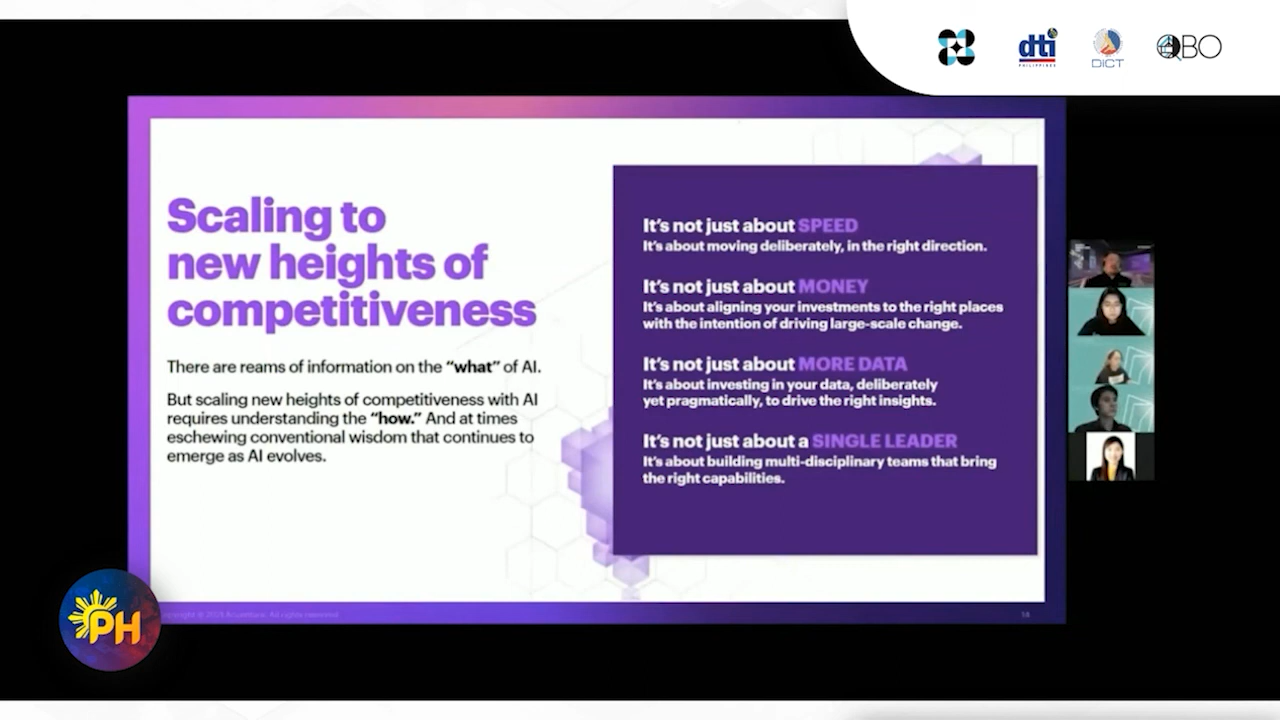 dti
PHILIPPINES
DICT
QBO
Scaling to
new heights of
competitiveness
There are reams of information on the “what” of AI.
But scaling new heights of competitiveness with AI
requires understanding the “how.” And at times
eschewing conventional wisdom that continues to
emerge as AI evolves.
It’s not just about SPEED
It’s about moving deliberately, in the right direction.
It’s not just about MONEY
It’s about aligning your investments to the right places
with the intention of driving large-scale change.
It’s not just about MORE DATA
It’s about investing in your data, deliberately
yet pragmatically, to drive the right insights.
It’s not just about a SINGLE LEADER
It’s about building multi-disciplinary teams that bring
the right capabilities.
Accenture. All rights reserved.
PH